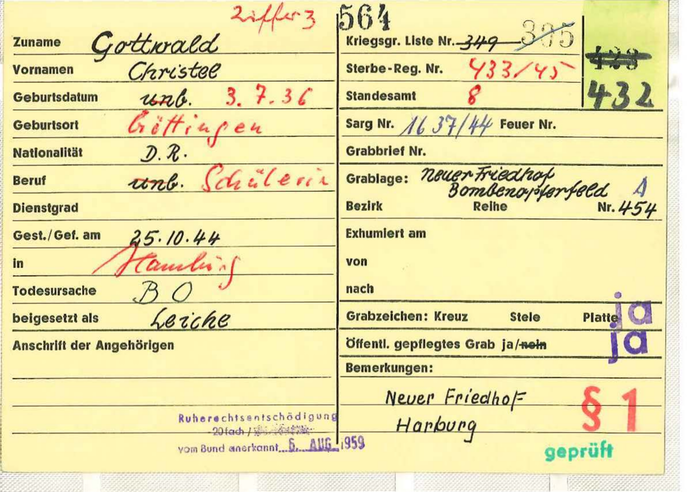 Ziffer 3
564
Zuname Gottwald
Kriegsgr. Liste Nr. 349 305
Vornamen Christel
Sterbe-Reg. Nr. 433/45
423
Geburtsdatum unb. 3.7.36
Standesamt 8
432
Geburtsort Göttingen
Sarg Nr. 1637/44 Feuer Nr.
Nationalität D.R.
Grabbrief Nr.
Beruf unb. Schülerin
Grablage: Neuer Friedhof
Bombenopferfeld A
Dienstgrad
Bezirk Reihe Nr. 454
Gest./Gef. am 25.10.44
Exhumiert am
in Hamburg
von
Todesursache BO
nach
beigesetzt als Leiche
Grabzeichen: Kreuz Stele Platte ja
Anschrift der Angehörigen
Öffentl. gepflegtes Grab ja/nein ja
Bemerkungen:
Neuer Friedhof
Harburg
§ 1
geprüft
Ruherechtsentschädigung
20fach /
vom Bund anerkannt 6. AUG. 1959